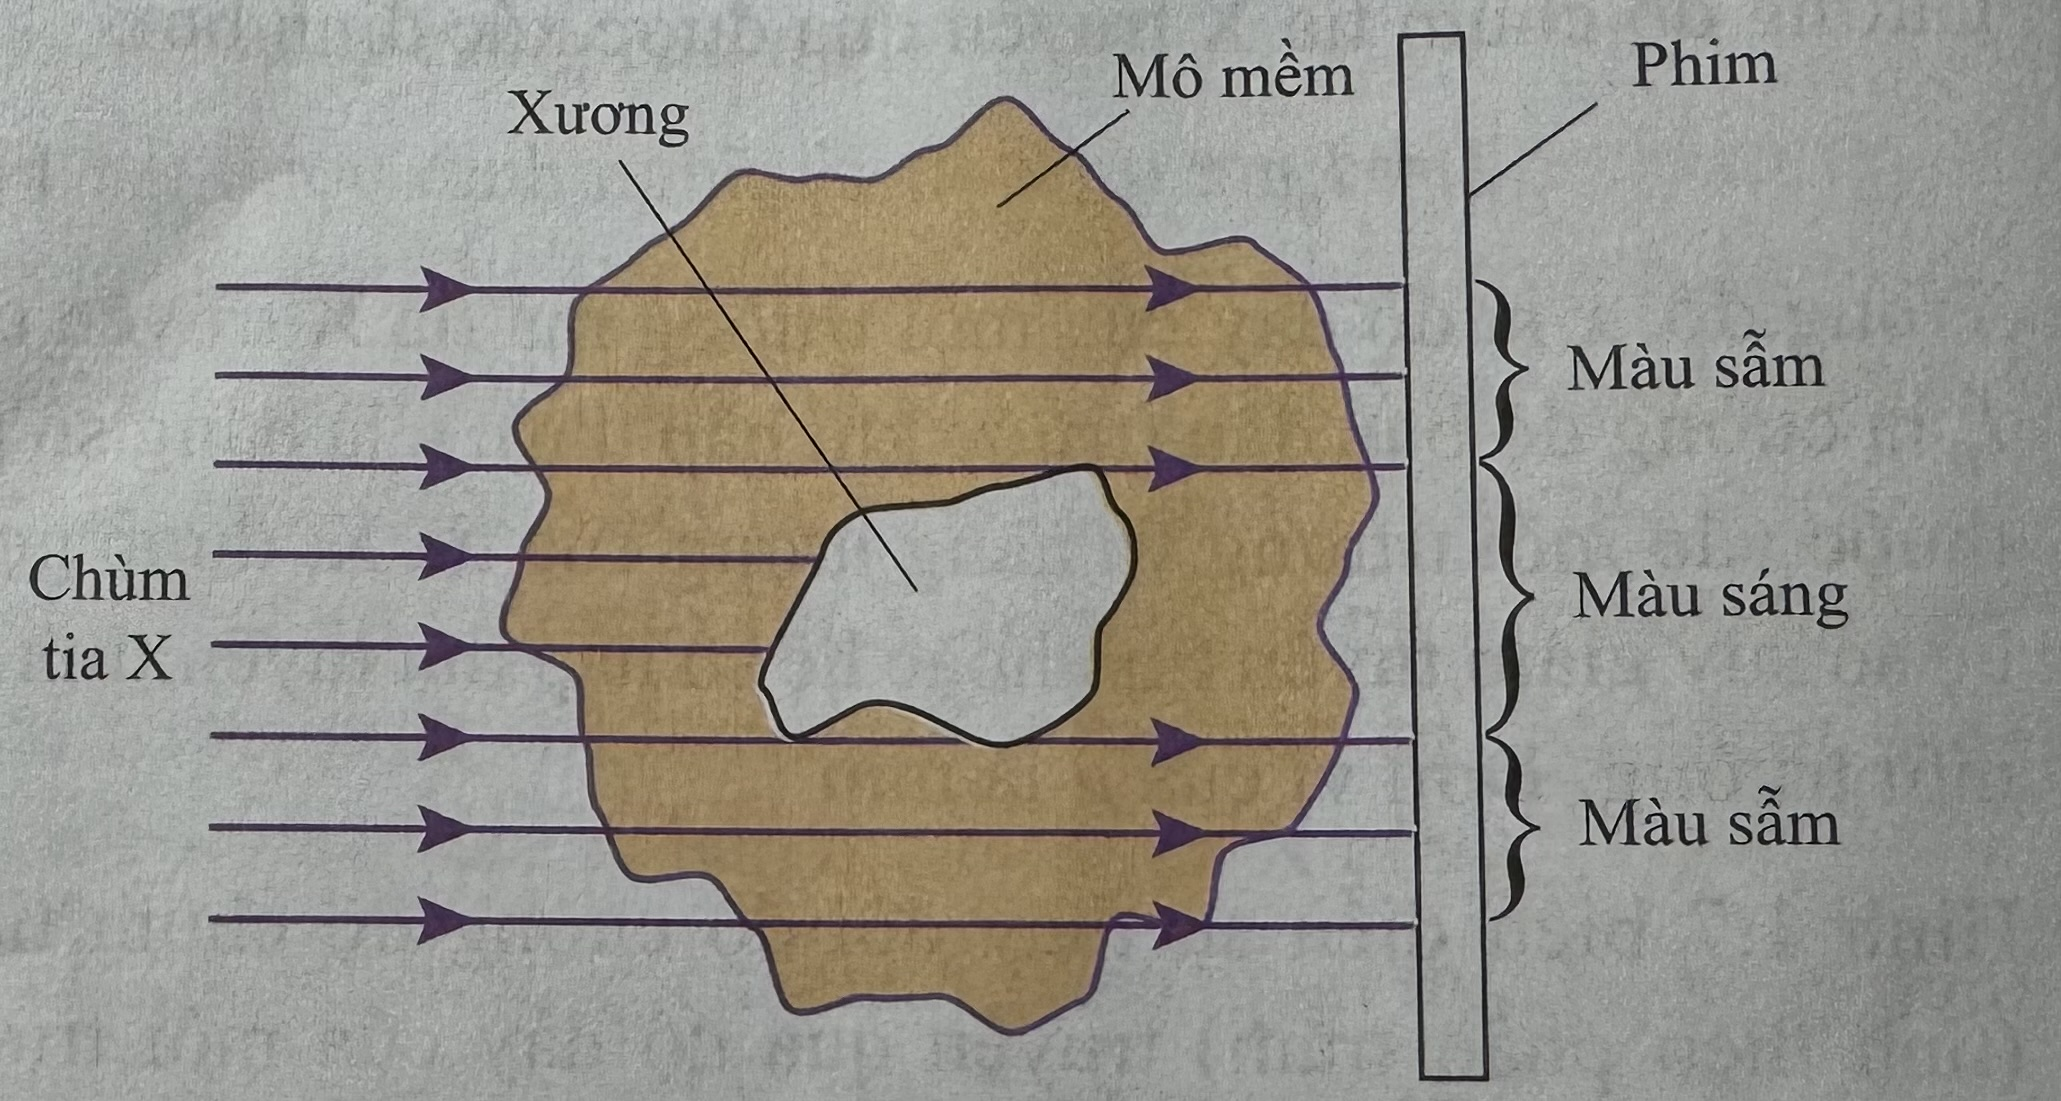 Xương
Mô mềm
Phim
Chùm
tia X
Màu sẫm
Màu sáng
Màu sẫm